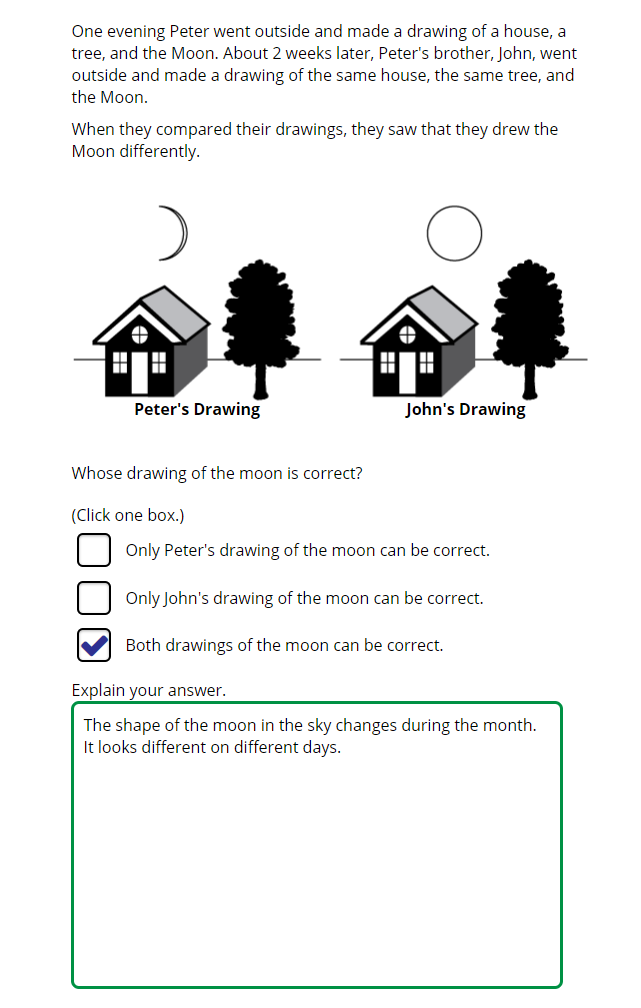 One evening Peter went outside and made a drawing of a house, a
tree, and the Moon. About 2 weeks later, Peter's brother, John, went
outside and made a drawing of the same house, the same tree, and
the Moon.
When they compared their drawings, they saw that they drew the
Moon differently.
Peter's Drawing
John's Drawing
Whose drawing of the moon is correct?
(Click one box.)
Only Peter's drawing of the moon can be correct.
Only John's drawing of the moon can be correct.
Both drawings of the moon can be correct.
Explain your answer.
The shape of the moon in the sky changes during the month.
It looks different on different days.